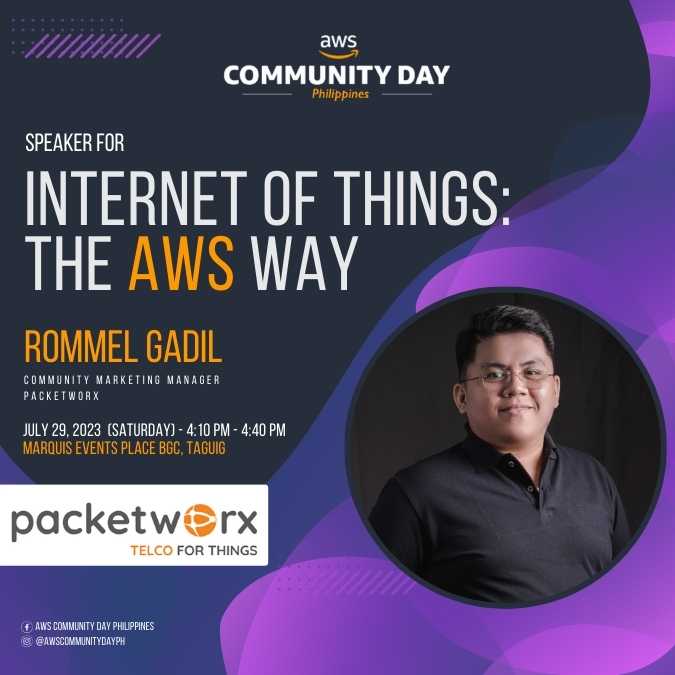 aws
COMMUNITY DAY
Philippines
SPEAKER FOR
INTERNET OF THINGS:
THE AWS WAY
ROMMEL GADIL
COMMUNITY MARKETING MANAGER
PACKETWORX
JULY 29, 2023 (SATURDAY) - 4:10 PM - 4:40 PM
MARQUIS EVENTS PLACE BGC, TAGUIG
packetworx
TELCO FOR THINGS
AWS COMMUNITY DAY PHILIPPINES
@AWSCOMMUNITYDAYPH